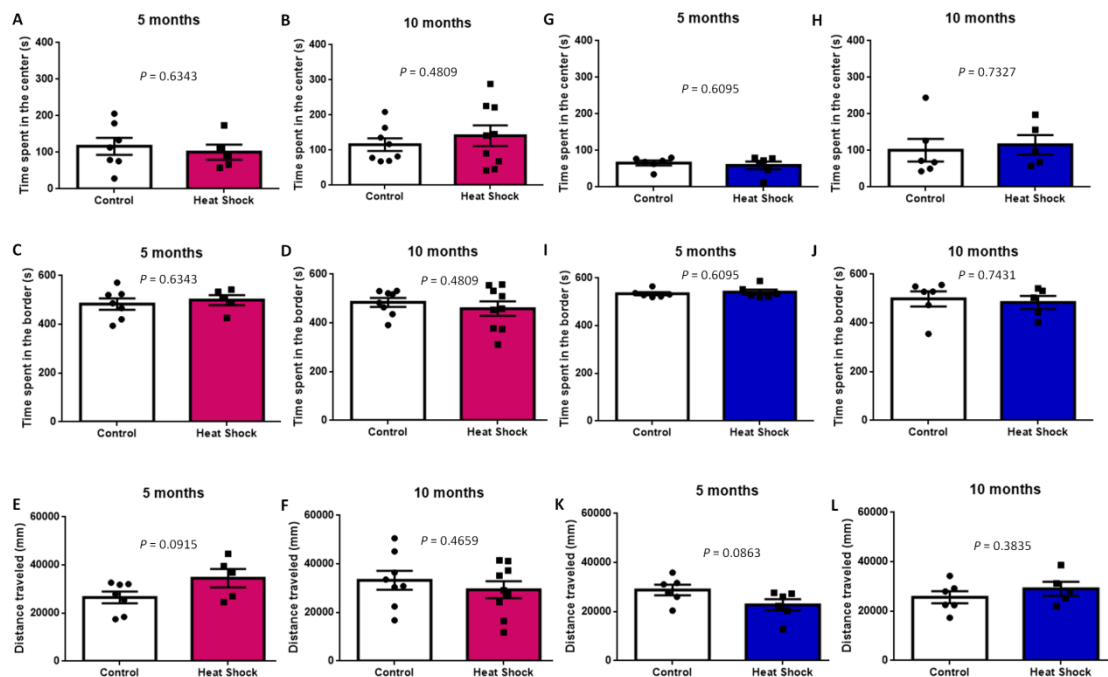 A
5 months
Time spent in the center (s)
400
300
200
100
0
P = 0.6343
Control
Heat Shock
B
10 months
Time spent in the center (s)
400
300
200
100
0
P = 0.4809
Control
Heat Shock
G
5 months
Time spent in the center (s)
400
300
200
100
0
P = 0.6095
Control
Heat Shock
H
10 months
Time spent in the center (s)
400
300
200
100
0
P = 0.7327
Control
Heat Shock
C
5 months
Time spent in the border (s)
600
400
200
0
P = 0.6343
Control
Heat Shock
D
10 months
Time spent in the border (s)
600
400
200
0
P = 0.4809
Control
Heat Shock
I
5 months
Time spent in the border (s)
600
400
200
0
P = 0.6095
Control
Heat Shock
J
10 months
Time spent in the border (s)
600
400
200
0
P = 0.7431
Control
Heat Shock
E
5 months
Distance traveled (mm)
60000
40000
20000
0
P = 0.0915
Control
Heat Shock
F
10 months
Distance traveled (mm)
60000
40000
20000
0
P = 0.4659
Control
Heat Shock
K
5 months
Distance traveled (mm)
60000
40000
20000
0
P = 0.0863
Control
Heat Shock
L
10 months
Distance traveled (mm)
60000
40000
20000
0
P = 0.3835
Control
Heat Shock